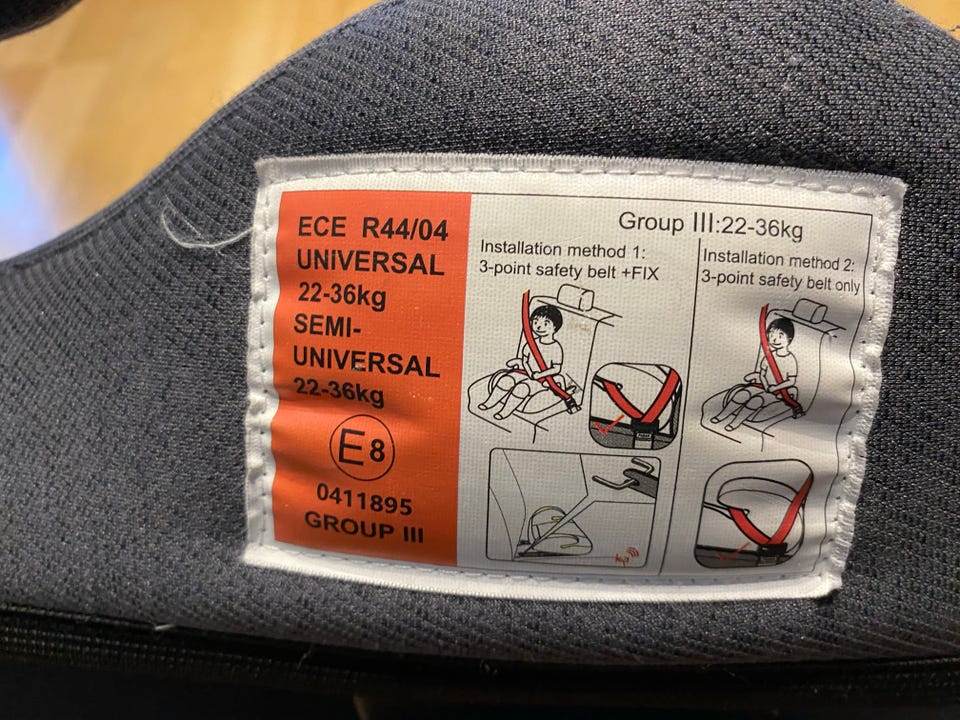 ECE R44/04
UNIVERSAL
22-36kg
SEMI-
UNIVERSAL
22-36kg
E8
0411895
GROUP III
Group III:22-36kg
Installation method 1:
3-point safety belt +FIX
Installation method 2:
3-point safety belt only